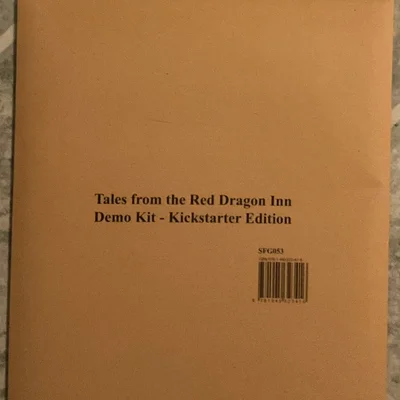 Tales from the Red Dragon Inn
Demo Kit - Kickstarter Edition
SFG053